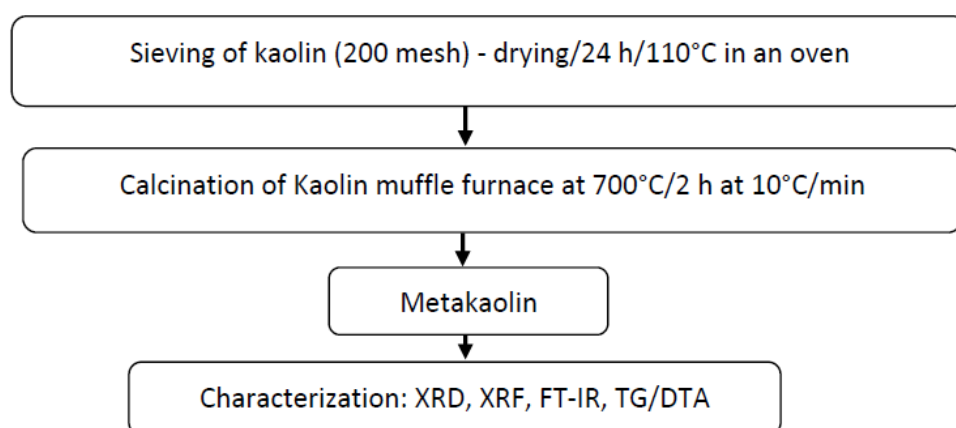 Sieving of kaolin (200 mesh) - drying/24 h/110°C in an oven
Calcination of Kaolin muffle furnace at 700°C/2 h at 10°C/min
Metakaolin
Characterization: XRD, XRF, FT-IR, TG/DTA